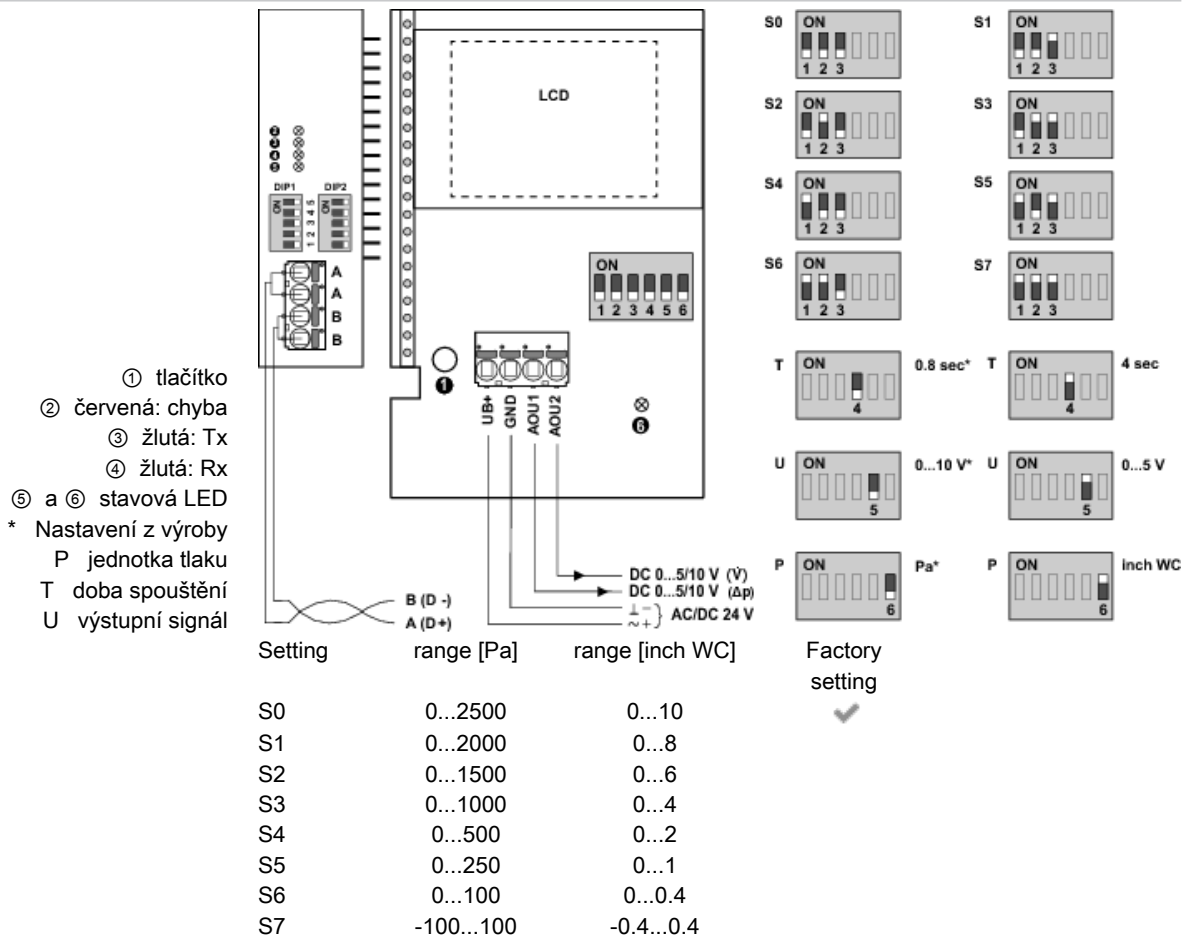 S0 ON 1 2 3
S1 ON 1 2 3
S2 ON 1 2 3
S3 ON 1 2 3
S4 ON 1 2 3
S5 ON 1 2 3
S6 ON 1 2 3
S7 ON 1 2 3
LCD
❷
❸
❹
❺
DIP1 DIP2
ON 1 2 3 4 5 ON
A
A
B
B
ON
1 2 3 4 5 6
❶
UB+ GND AOU1 AOU2
❻
① tlačítko
② červená: chyba
③ žlutá: Tx
④ žlutá: Rx
⑤ a ⑥ stavová LED
* Nastavení z výroby
P jednotka tlaku
T doba spouštění
U výstupní signál
T ON 4 0.8 sec*
T ON 4 4 sec
U ON 5 0...10 V*
U ON 5 0...5 V
P ON 6 Pa*
P ON 6 inch WC
DC 0...5/10 V (V̇)
DC 0...5/10 V (Δp)
⊥ − } AC/DC 24 V
~ +
B (D -)
A (D+)
Setting range [Pa] range [inch WC] Factory
setting
S0 0...2500 0...10 ✔
S1 0...2000 0...8
S2 0...1500 0...6
S3 0...1000 0...4
S4 0...500 0...2
S5 0...250 0...1
S6 0...100 0...0.4
S7 -100...100 -0.4...0.4